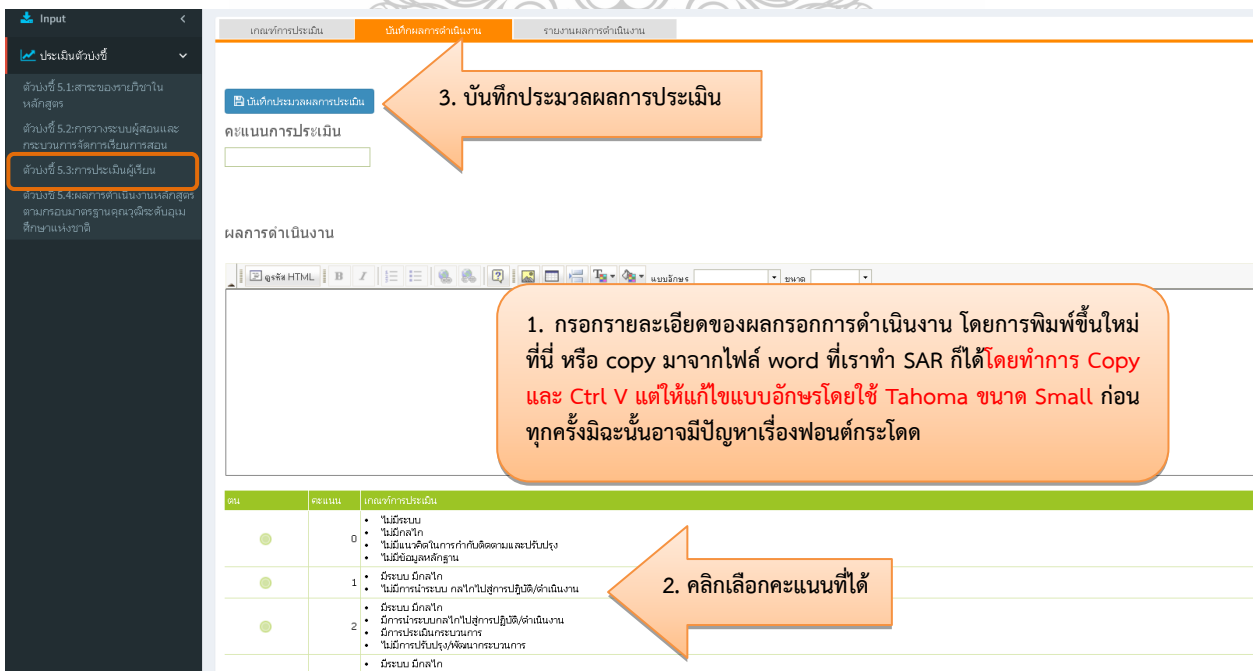 Input
ประเมินตัวบ่งชี้
ตัวบ่งชี้ 5.1:สาระของรายวิชาใน
หลักสูตร
ตัวบ่งชี้ 5.2:การวางระบบผู้สอนและ
กระบวนการจัดการเรียนการสอน
ตัวบ่งชี้ 5.3:การประเมินผู้เรียน
ตัวบ่งชี้ 5.4:ผลการดำเนินงานหลักสูตร
ตามกรอบมาตรฐานคุณวุฒิระดับอุดม
ศึกษาแห่งชาติ
เกณฑ์การประเมิน บันทึกผลการดำเนินงาน รายงานผลการดำเนินงาน
บันทึกประมวลผลการประเมิน
3. บันทึกประมวลผลการประเมิน
คะแนนการประเมิน
ผลการดำเนินงาน
ดูรหัส HTML B I แบบอักษร ขนาด
1. กรอกรายละเอียดของผลกรอกการดำเนินงาน โดยการพิมพ์ขึ้นใหม่
ที่นี่ หรือ copy มาจากไฟล์ word ที่เราทำ SAR ก็ได้โดยทำการ Copy
และ Ctrl V แต่ให้แก้ไขแบบอักษรโดยใช้ Tahoma ขนาด Small ก่อน
ทุกครั้งมิฉะนั้นอาจมีปัญหาเรื่องฟอนต์กระโดด
ตน คะแนน เกณฑ์การประเมิน
• ไม่มีระบบ
• ไม่มีกลไก
0 • ไม่มีแนวคิดในการกำกับติดตามและปรับปรุง
• ไม่มีข้อมูลหลักฐาน
• มีระบบ มีกลไก
1 • ไม่มีการนำระบบ กลไกไปสู่การปฏิบัติ/ดำเนินงาน
2. คลิกเลือกคะแนนที่ได้
• มีระบบ มีกลไก
• มีการนำระบบกลไกไปสู่การปฏิบัติ/ดำเนินงาน
2 • มีการประเมินกระบวนการ
• ไม่มีการปรับปรุง/พัฒนากระบวนการ
• มีระบบ มีกลไก